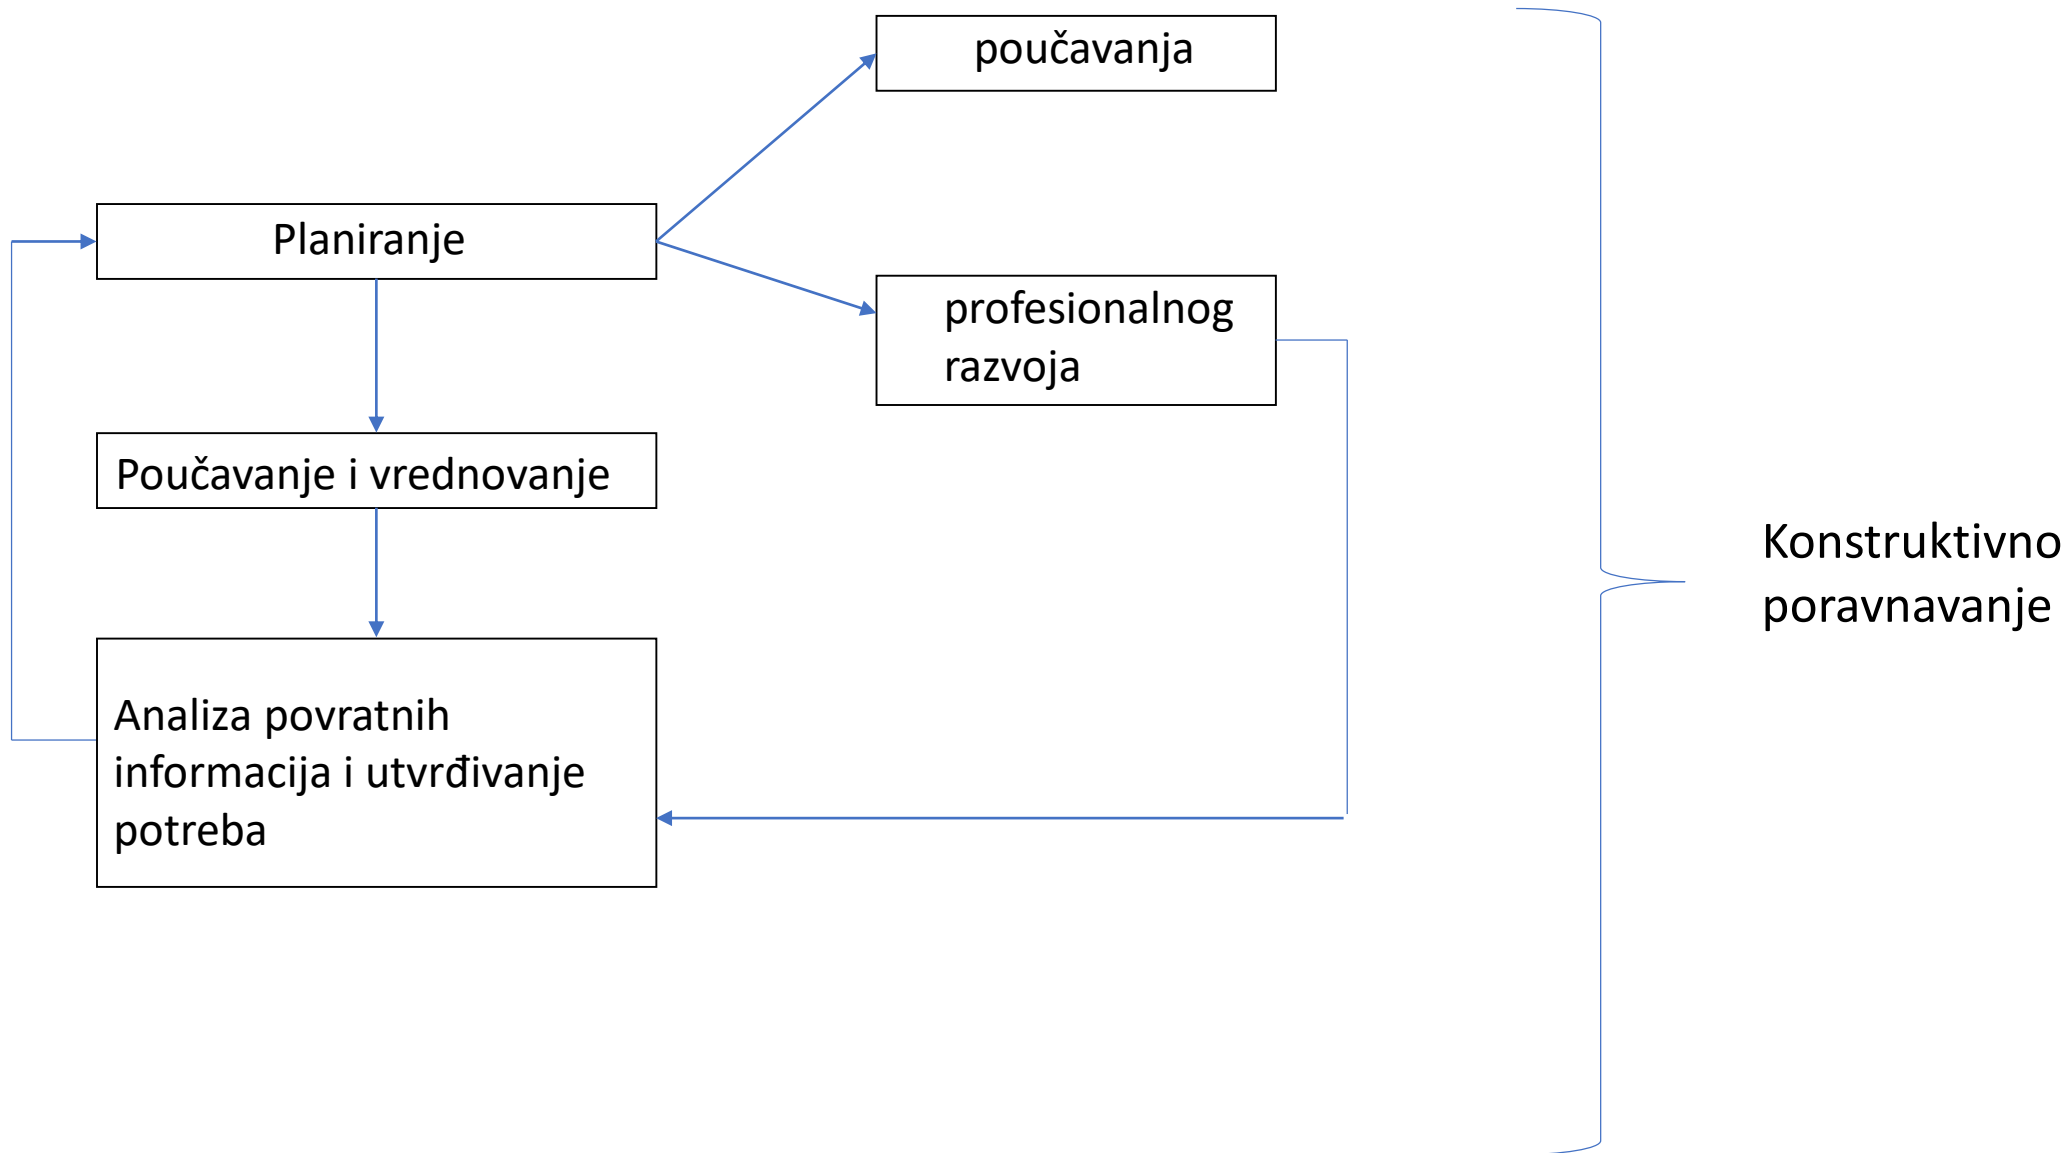 poučavanja
Planiranje
profesionalnog
razvoja
Poučavanje i vrednovanje
Konstruktivno
poravnavanje
Analiza povratnih
informacija i utvrđivanje
potreba